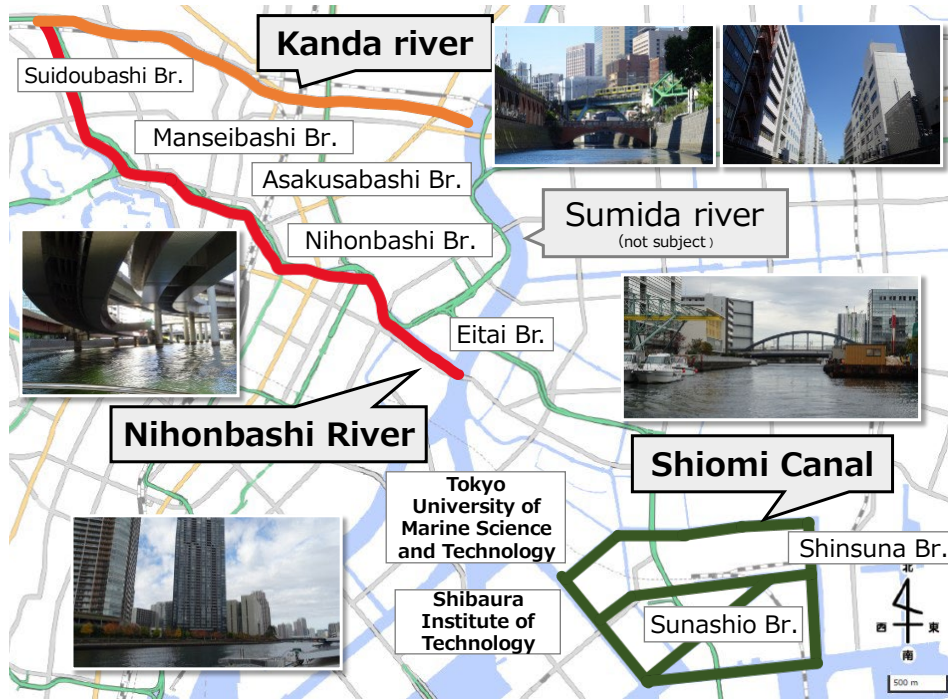 Kanda river
Suidoubashi Br.
Manseibashi Br.
Asakusabashi Br.
Sumida river
(not subject)
Nihonbashi Br.
Eitai Br.
Nihonbashi River
Shiomi Canal
Tokyo
University of
Marine Science
and Technology
Shinsuna Br.
北
西 東
南
Shibaura
Institute of
Technology
Sunashio Br.
500 m